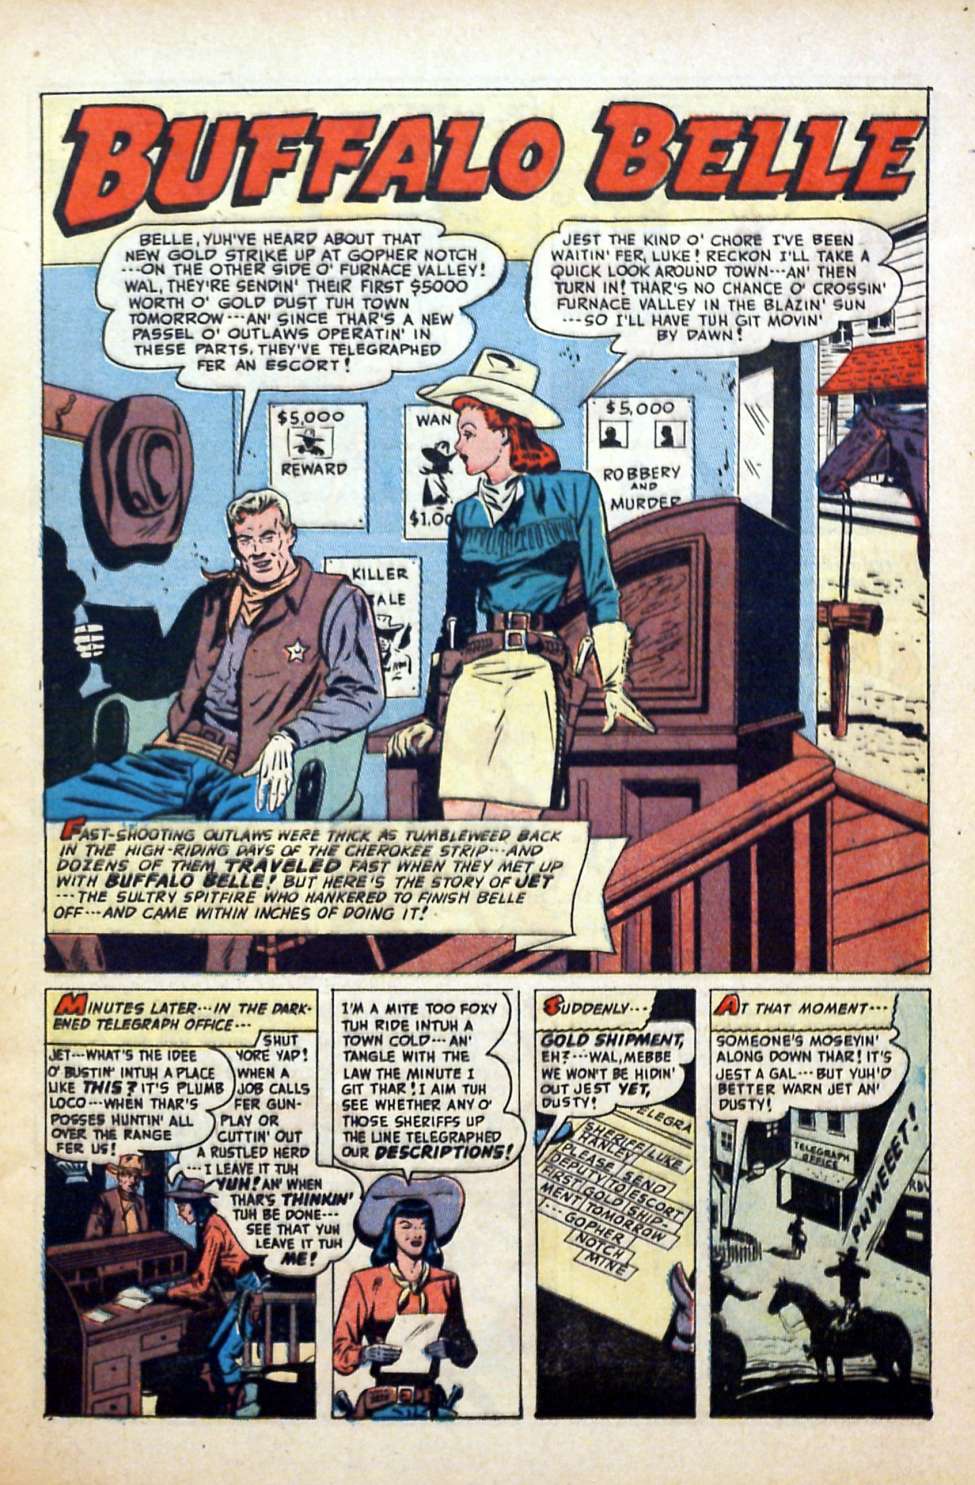 BUFFALO BELLE
BELLE, YUH'VE HEARD ABOUT THAT
NEW GOLD STRIKE UP AT GOPHER NOTCH
---ON THE OTHER SIDE O' FURNACE VALLEY!
WAL, THEY'RE SENDIN' THEIR FIRST $5000
WORTH O' GOLD DUST TUH TOWN
TOMORROW---AN' SINCE THAR'S A NEW
PASSEL O' OUTLAWS OPERATIN' IN
THESE PARTS, THEY'VE TELEGRAPHED
FER AN ESCORT!
JEST THE KIND O' CHORE I'VE BEEN
WAITIN' FER, LUKE! RECKON I'LL TAKE A
QUICK LOOK AROUND TOWN---AN' THEN
TURN IN! THAR'S NO CHANCE O' CROSSIN'
FURNACE VALLEY IN THE BLAZIN' SUN
---SO I'LL HAVE TUH GIT MOVIN'
BY DAWN!
$5,000
REWARD
WAN
$1,00
$5,000
ROBBERY
AND
MURDER
KILLER
ALE
FAST-SHOOTING OUTLAWS WERE THICK AS TUMBLEWEED BACK
IN THE HIGH-RIDING DAYS OF THE CHEROKEE STRIP---AND
DOZENS OF THEM TRAVELED FAST WHEN THEY MET UP
WITH BUFFALO BELLE! BUT HERE'S THE STORY OF JET
---THE SULTRY SPITFIRE WHO HANKERED TO FINISH BELLE
OFF---AND CAME WITHIN INCHES OF DOING IT!
MINUTES LATER---IN THE DARK-
ENED TELEGRAPH OFFICE---
JET---WHAT'S THE IDEE
O' BUSTIN' INTUH A PLACE
LIKE THIS? IT'S PLUMB
LOCO---WHEN THAR'S
POSSES HUNTIN' ALL
OVER THE RANGE
FER US!
SHUT
YORE YAP!
WHEN A
JOB CALLS
FER GUN-
PLAY OR
CUTTIN' OUT
A RUSTLED HERD
---I LEAVE IT TUH
YUH! AN' WHEN
THAR'S THINKIN'
TUH BE DONE---
SEE THAT YUH
LEAVE IT TUH
ME!
I'M A MITE TOO FOXY
TUH RIDE INTUH A
TOWN COLD---AN'
TANGLE WITH THE
LAW THE MINUTE I
GIT THAR! I AIM TUH
SEE WHETHER ANY O'
THOSE SHERIFFS UP
THE LINE TELEGRAPHED
OUR DESCRIPTIONS!
SUDDENLY---
GOLD SHIPMENT,
EH?---WAL, MEBBE
WE WON'T BE HIDIN'
OUT JEST YET,
DUSTY!
TELEGRA
SHERIFF LUKE
HANLEY
PLEASE SEND
DEPUTY TO ESCORT
FIRST GOLD SHIP-
MENT TOMORROW
---GOPHER
NOTCH
MINE
AT THAT MOMENT---
SOMEONE'S MOSEYIN'
ALONG DOWN THAR! IT'S
JEST A GAL---BUT YUH'D
BETTER WARN JET AN'
DUSTY!
PHWEEET!
TELEGRAPH
OFFICE